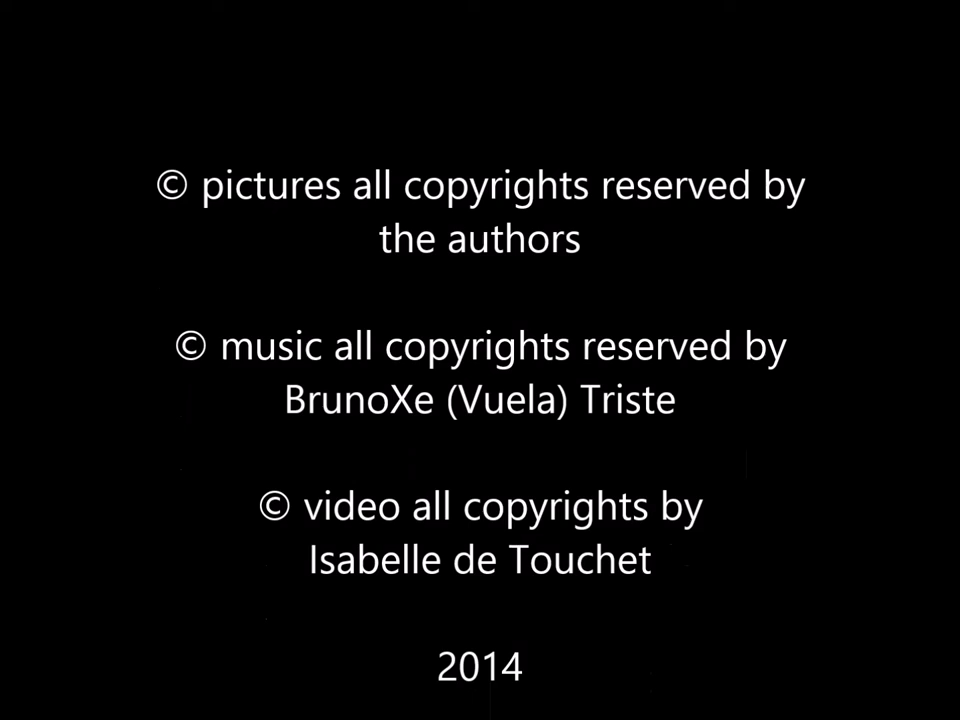 © pictures all copyrights reserved by
the authors
© music all copyrights reserved by
BrunoXe (Vuela) Triste
© video all copyrights by
Isabelle de Touchet
2014